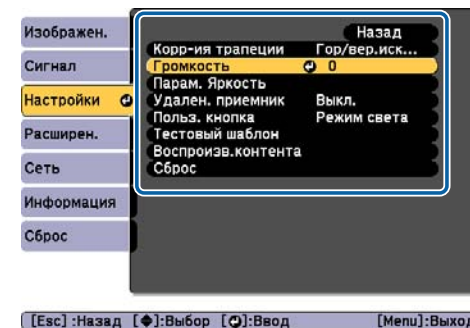 Изображен.
Сигнал
Настройки
Расширен.
Сеть
Информация
Сброс
Назад
Корр-ия трапеции Гор/вер.иск...
Громкость 0
Парам. Яркость
Удален. приемник Выкл.
Польз. кнопка Режим света
Тестовый шаблон
Воспроизв.контента
Сброс
[Esc] :Назад [◆]:Выбор [⏎]:Ввод [Menu]:Выход